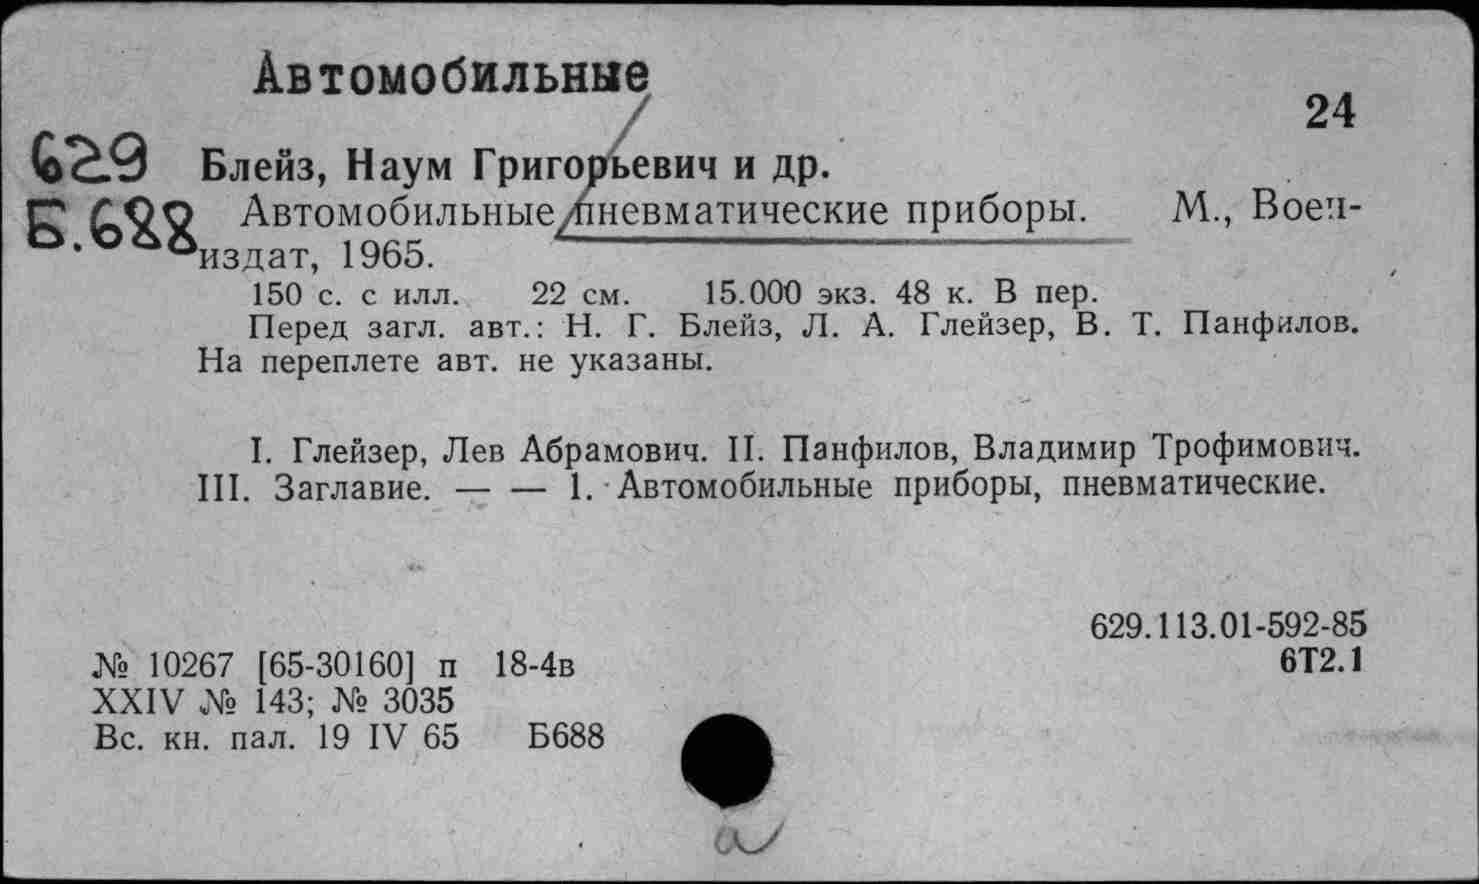 Автомобильные
24
629
Блейз, Наум Григорьевич и др.
Б.688
Автомобильные пневматические приборы. М., Воен-
издат, 1965.
150 с. с илл. 22 см. 15.000 экз. 48 к. В пер.
Перед загл. авт.: Н. Г. Блейз, Л. А. Глейзер, В. Т. Панфилов.
На переплете авт. не указаны.
I. Глейзер, Лев Абрамович. II. Панфилов, Владимир Трофимович.
III. Заглавие. — — 1. Автомобильные приборы, пневматические.
629.113.01-592-85
№ 10267 [65-30160] п 18-4в
6Т2.1
XXIV № 143; № 3035
Вс. кн. пал. 19 IV 65 Б688